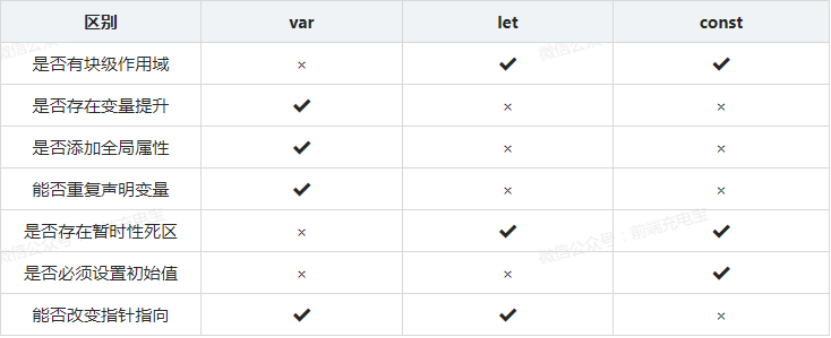 区别 var let const
是否有块级作用域 × ✔ ✔
是否存在变量提升 ✔ × ×
是否添加全局属性 ✔ × ×
能否重复声明变量 ✔ × ×
是否存在暂时性死区 × ✔ ✔
是否必须设置初始值 × × ✔
能否改变指针指向 ✔ ✔ ×
微信公众号：前端充电宝